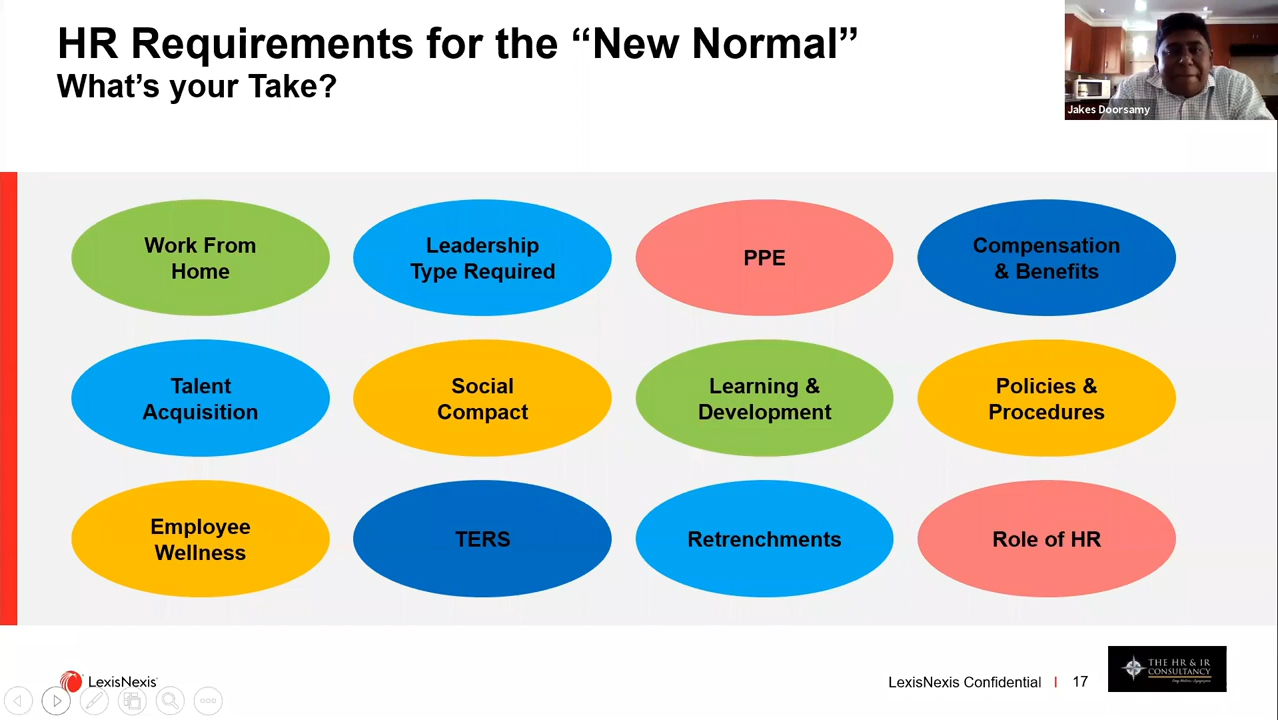 HR Requirements for the “New Normal”
What’s your Take?
Jakes Doorsamy
Work From
Home
Leadership
Type Required
PPE
Compensation
& Benefits
Talent
Acquisition
Social
Compact
Learning &
Development
Policies &
Procedures
Employee
Wellness
TERS
Retrenchments
Role of HR
LexisNexis
LexisNexis Confidential | 17
THE HR & IR
CONSULTANCY